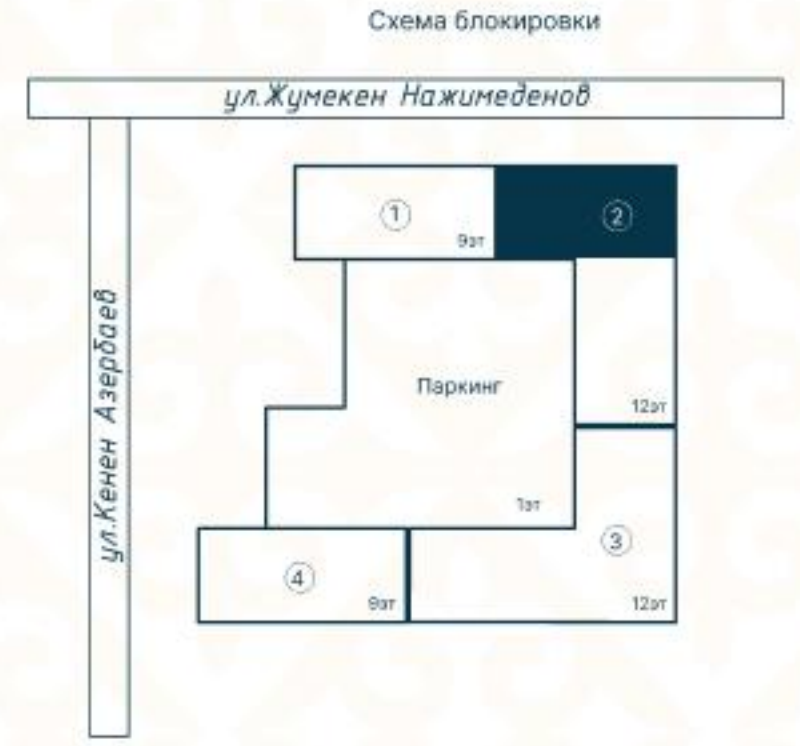 Схема блокировки
ул.Жумекен Нажимеденов
ул.Кенен Азербаев
1
9эт
2
12эт
Паркинг
1эт
3
12эт
4
9эт